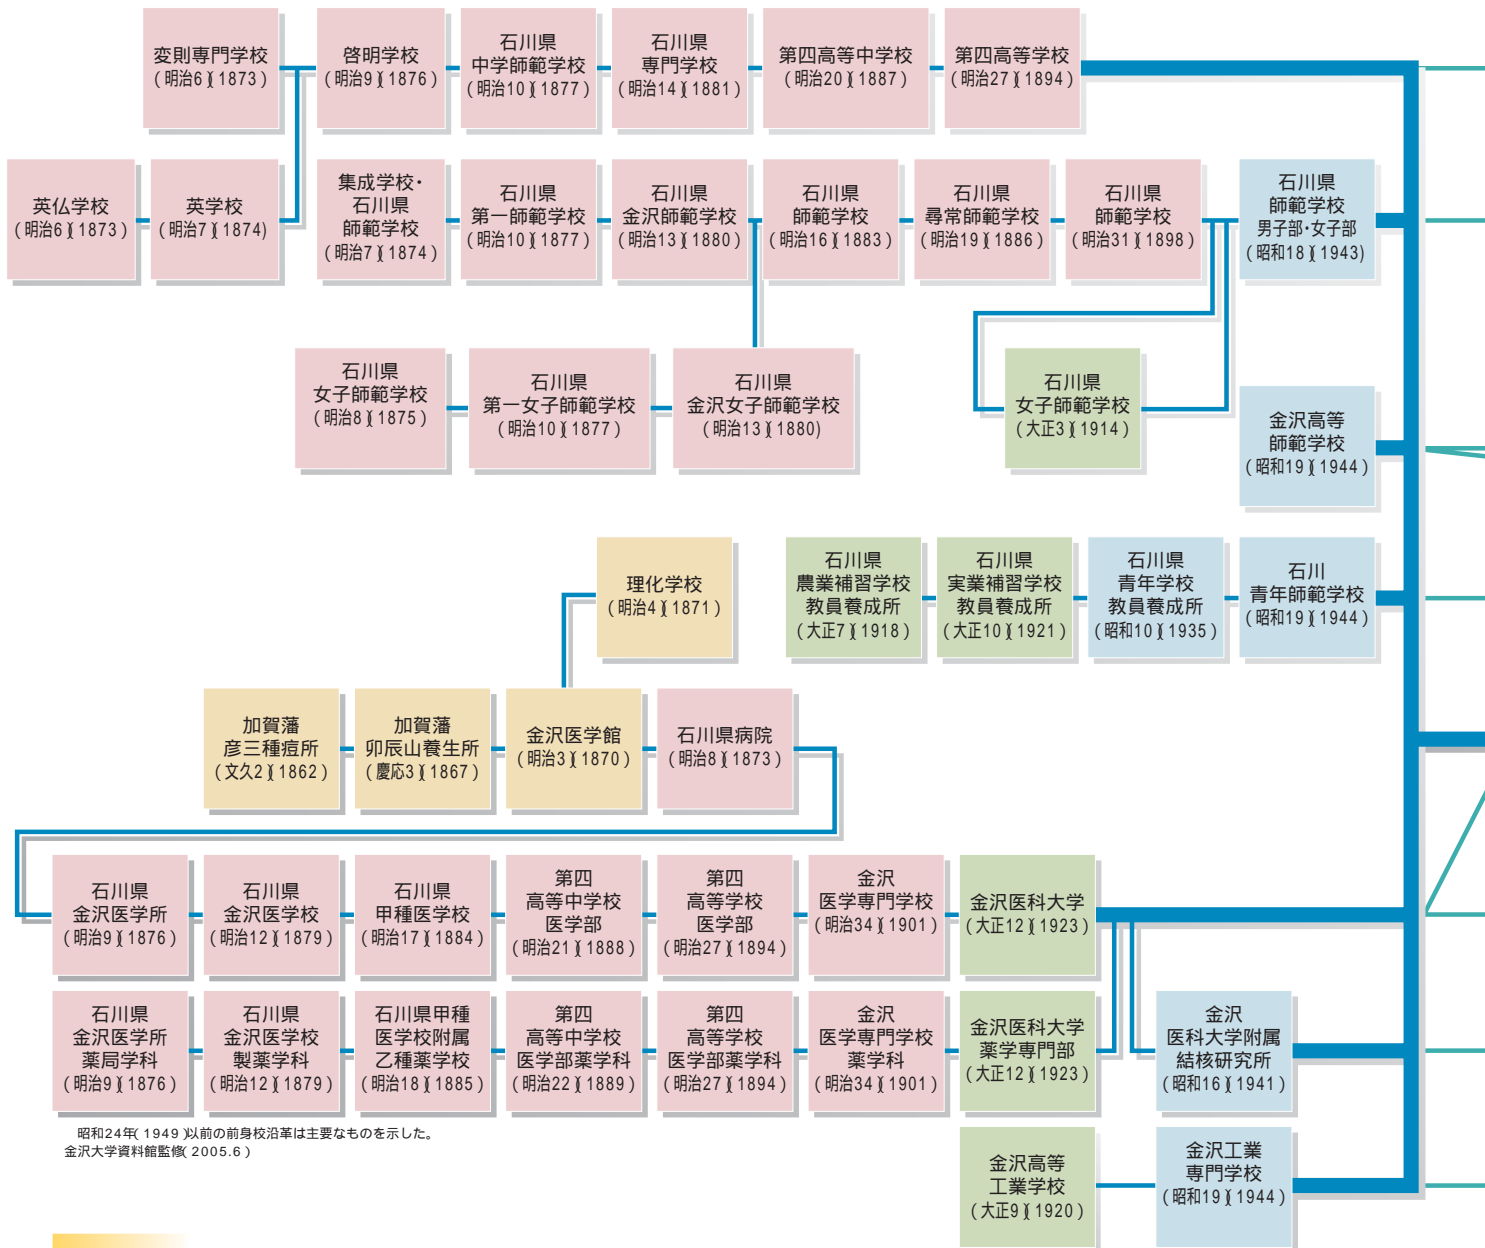 変則専門学校
(明治6)(1873)
啓明学校
(明治9)(1876)
石川県
中学師範学校
(明治10)(1877)
石川県
専門学校
(明治14)(1881)
第四高等中学校
(明治20)(1887)
第四高等学校
(明治27)(1894)
英仏学校
(明治6)(1873)
英学校
(明治7)(1874)
集成学校・
石川県
師範学校
(明治7)(1874)
石川県
第一師範学校
(明治10)(1877)
石川県
金沢師範学校
(明治13)(1880)
石川県
師範学校
(明治16)(1883)
石川県
尋常師範学校
(明治19)(1886)
石川県
師範学校
(明治31)(1898)
石川県
師範学校
男子部・女子部
(昭和18)(1943)
石川県
女子師範学校
(明治8)(1875)
石川県
第一女子師範学校
(明治10)(1877)
石川県
金沢女子師範学校
(明治13)(1880)
石川県
女子師範学校
(大正3)(1914)
金沢高等
師範学校
(昭和19)(1944)
理化学校
(明治4)(1871)
石川県
農業補習学校
教員養成所
(大正7)(1918)
石川県
実業補習学校
教員養成所
(大正10)(1921)
石川県
青年学校
教員養成所
(昭和10)(1935)
石川
青年師範学校
(昭和19)(1944)
加賀藩
彦三種痘所
(文久2)(1862)
加賀藩
卯辰山養生所
(慶応3)(1867)
金沢医学館
(明治3)(1870)
石川県病院
(明治8)(1873)
石川県
金沢医学所
(明治9)(1876)
石川県
金沢医学校
(明治12)(1879)
石川県
甲種医学校
(明治17)(1884)
第四
高等中学校
医学部
(明治21)(1888)
第四
高等学校
医学部
(明治27)(1894)
金沢
医学専門学校
(明治34)(1901)
金沢医科大学
(大正12)(1923)
石川県
金沢医学所
薬局学科
(明治9)(1876)
石川県
金沢医学校
製薬学科
(明治12)(1879)
石川県甲種
医学校附属
乙種薬学校
(明治18)(1885)
第四
高等中学校
医学部薬学科
(明治22)(1889)
第四
高等学校
医学部薬学科
(明治27)(1894)
金沢
医学専門学校
薬学科
(明治34)(1901)
金沢医科大学
薬学専門部
(大正12)(1923)
金沢
医科大学附属
結核研究所
(昭和16)(1941)
昭和24年(1949)以前の前身校沿革は主要なものを示した。
金沢大学資料館監修(2005.6)
金沢高等
工業学校
(大正9)(1920)
金沢工業
専門学校
(昭和19)(1944)